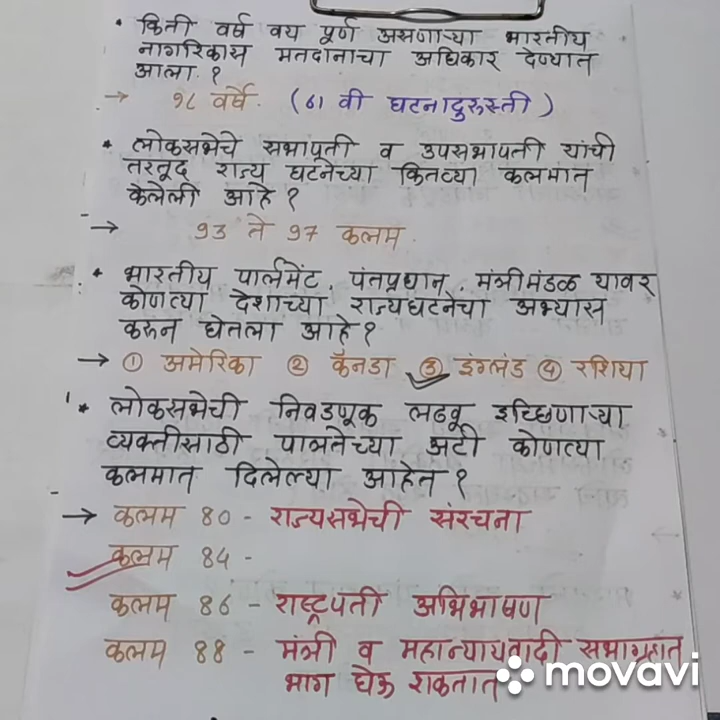 • किती वर्ष वय पूर्ण असणाऱ्या भारतीय
नागरिकास मतदानाचा अधिकार देण्यात
आला ?
→ १८ वर्षे. (61 वी घटनादुरुस्ती)
* लोकसभेचे सभापती व उपसभापती यांची
तरतूद राज्य घटनेच्या कितव्या कलमात
केलेली आहे ?
→ 93 ते 97 कलम.
* भारतीय पार्लमेंट, पंतप्रधान, मंत्रीमंडळ यावर
कोणत्या देशाच्या राज्यघटनेचा अभ्यास
करुन घेतला आहे ?
→ ① अमेरिका ② कॅनडा ③ इंग्लंड ④ रशिया
* लोकसभेची निवडणूक लढवू इच्छिणाऱ्या
व्यक्तीसाठी पात्रतेच्या अटी कोणत्या
कलमात दिलेल्या आहेत ?
→ कलम 80 - राज्यसभेची संरचना
कलम 84 -
कलम 86 - राष्ट्रपती अभिभाषण
कलम 88 - मंत्री व महान्यायवादी सभागृहात
भाग घेऊ शकतात
movavi